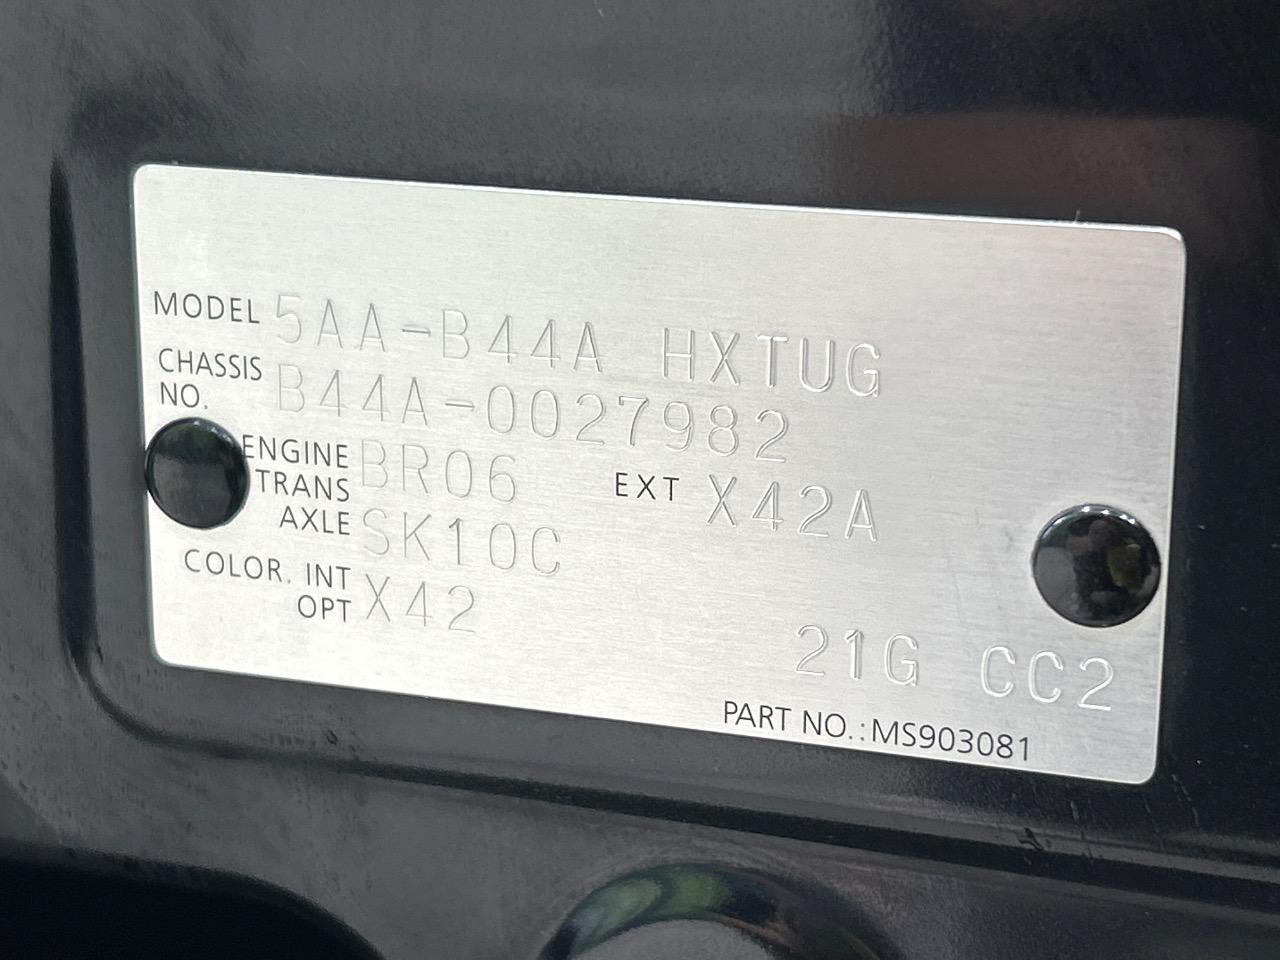 MODEL 5AA-B44A HXTUG
CHASSIS NO. B44A-0027982
ENGINE BR06 EXT X42A
TRANS AXLE SK10C
COLOR. INT OPT X42
21G CC2
PART NO.:MS903081